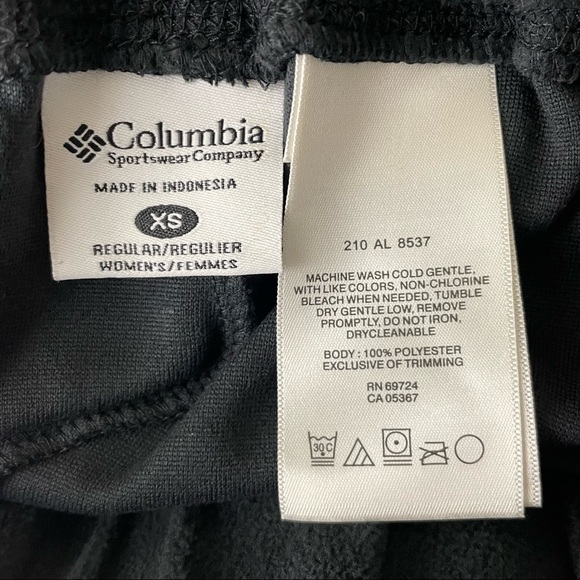 Columbia
Sportswear Company
MADE IN INDONESIA
XS
REGULAR/REGULIER
WOMEN'S/FEMMES
210 AL 8537
MACHINE WASH COLD GENTLE,
WITH LIKE COLORS, NON-CHLORINE
BLEACH WHEN NEEDED, TUMBLE
DRY GENTLE LOW, REMOVE
PROMPTLY, DO NOT IRON,
DRYCLEANABLE
BODY : 100% POLYESTER
EXCLUSIVE OF TRIMMING
RN 69724
CA 05367
30 C